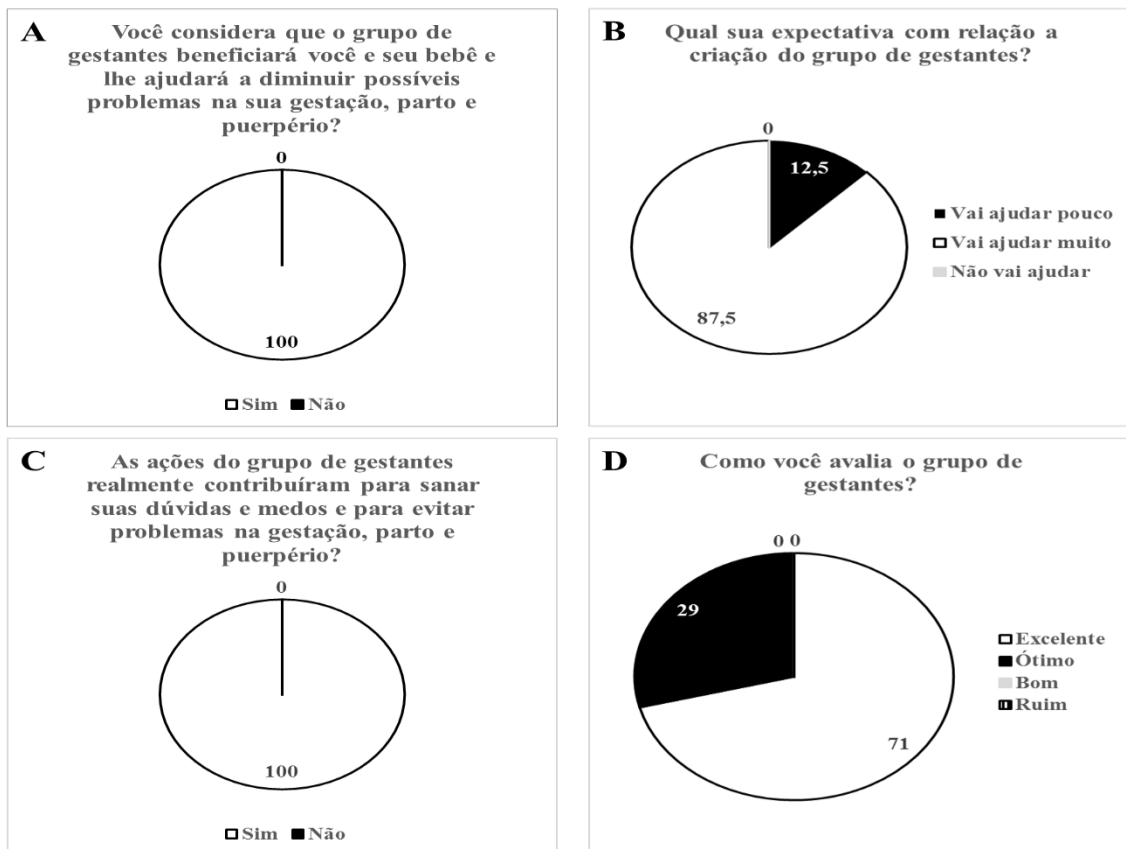 A
Você considera que o grupo de
gestantes beneficiará você e seu bebê e
lhe ajudará a diminuir possíveis
problemas na sua gestação, parto e
puerpério?
0
100
Sim Não
B
Qual sua expectativa com relação a
criação do grupo de gestantes?
0
12,5
87,5
Vai ajudar pouco
Vai ajudar muito
Não vai ajudar
C
As ações do grupo de gestantes
realmente contribuíram para sanar
suas dúvidas e medos e para evitar
problemas na gestação, parto e
puerpério?
0
100
Sim Não
D
Como você avalia o grupo de
gestantes?
0 0
29
71
Excelente
Ótimo
Bom
Ruim